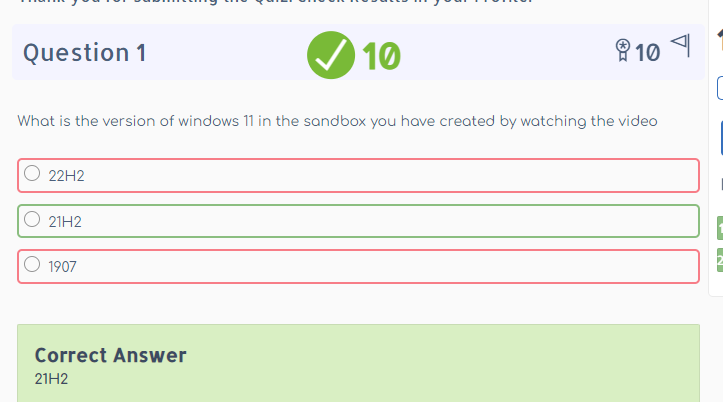 Thank you for submitting the Quiz. Check Results in your Profile.
Question 1
10
10
What is the version of windows 11 in the sandbox you have created by watching the video
22H2
21H2
1907
Correct Answer
21H2
1
2